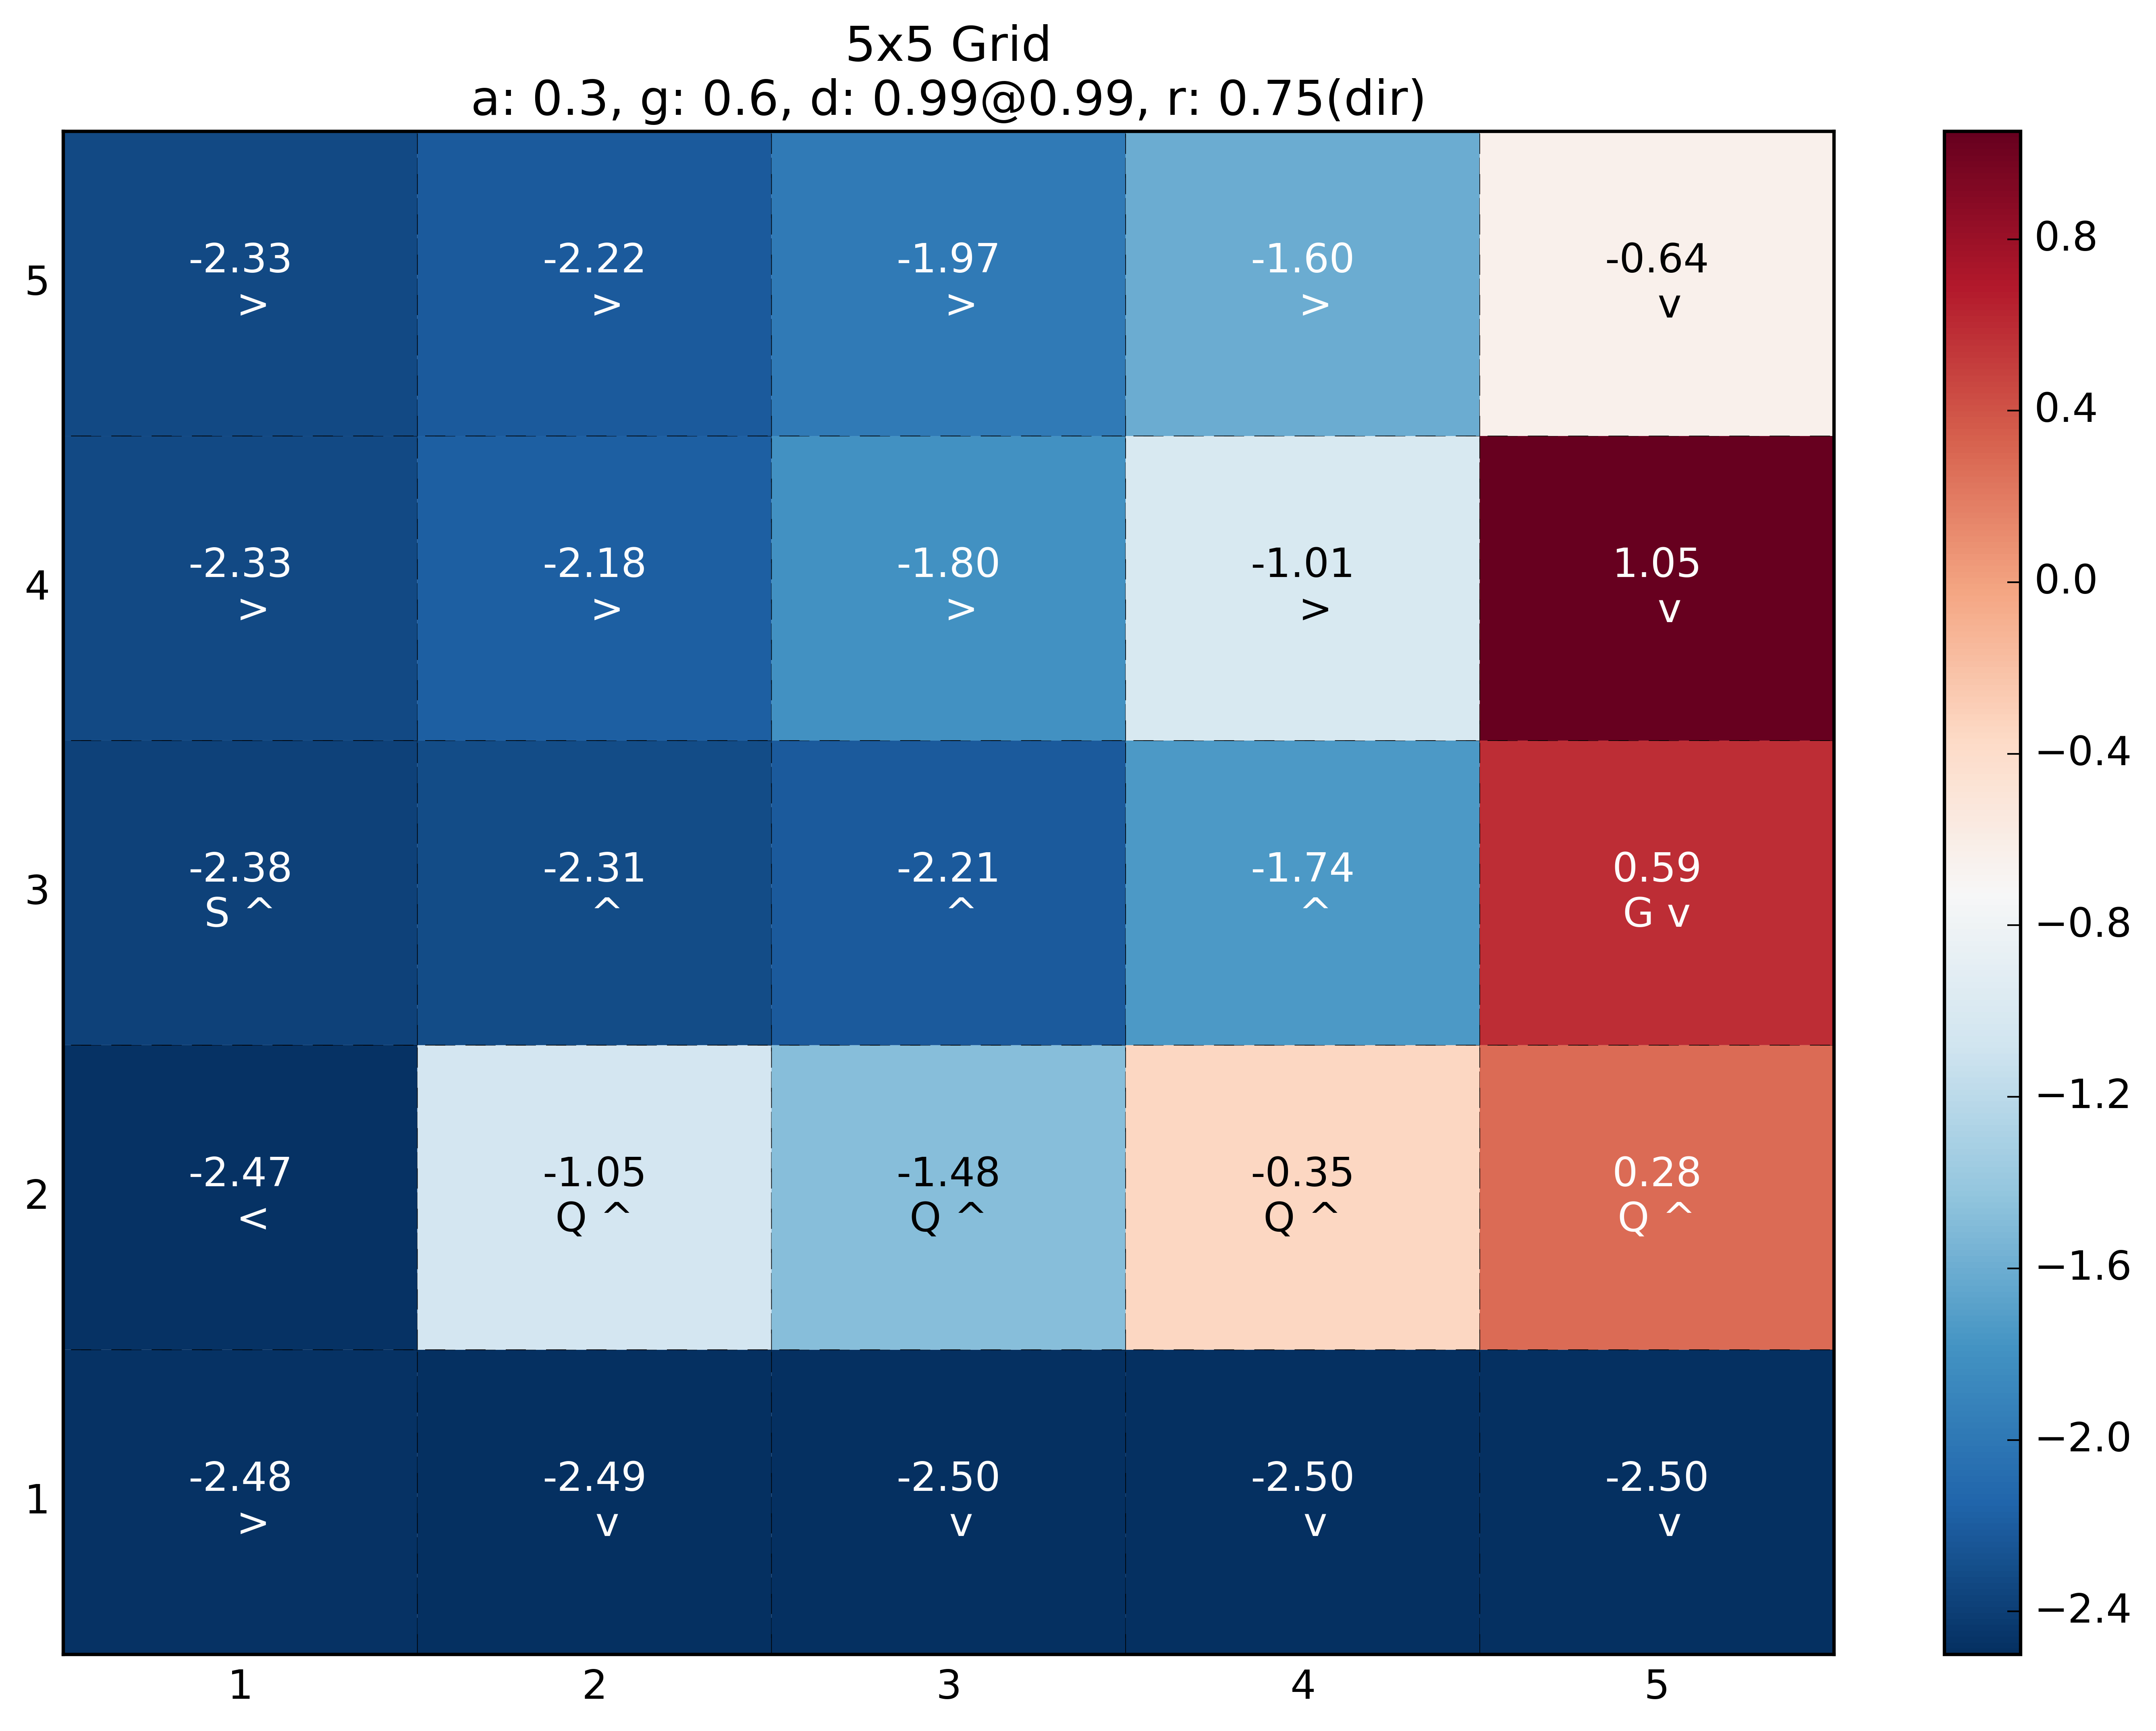 5x5 Grid
a: 0.3, g: 0.6, d: 0.99@0.99, r: 0.75(dir)
5
-2.33 -2.22 -1.97 -1.60 -0.64
> > > > v
4
-2.33 -2.18 -1.80 -1.01 1.05
> > > > v
3
-2.38 -2.31 -2.21 -1.74 0.59
S ^ ^ ^ ^ G v
2
-2.47 -1.05 -1.48 -0.35 0.28
< Q ^ Q ^ Q ^ Q ^
1
-2.48 -2.49 -2.50 -2.50 -2.50
> v v v v
1 2 3 4 5
0.8
0.4
0.0
−0.4
−0.8
−1.2
−1.6
−2.0
−2.4